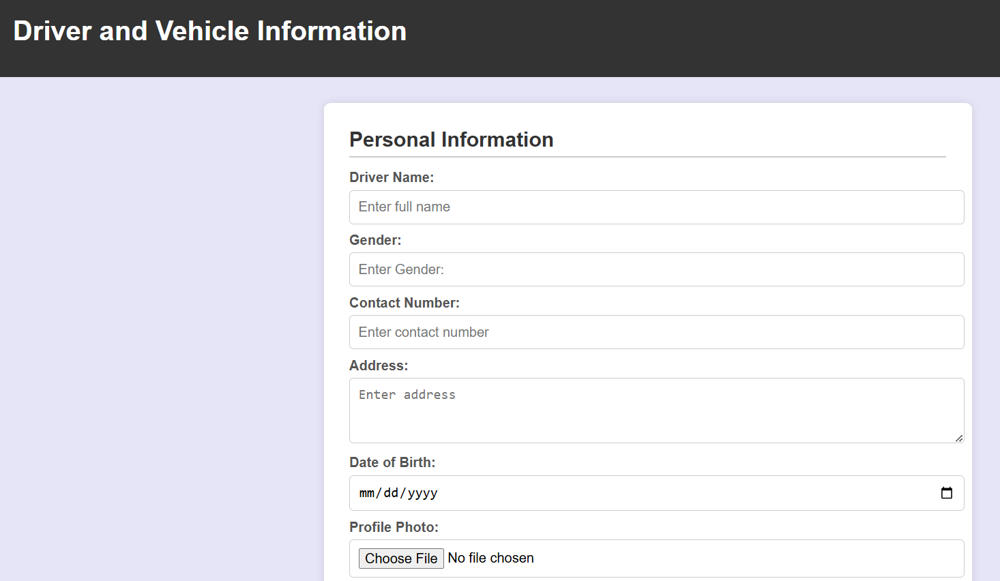 Driver and Vehicle Information
Personal Information
Driver Name:
Enter full name
Gender:
Enter Gender:
Contact Number:
Enter contact number
Address:
Enter address
Date of Birth:
mm/dd/yyyy
Profile Photo:
Choose File No file chosen